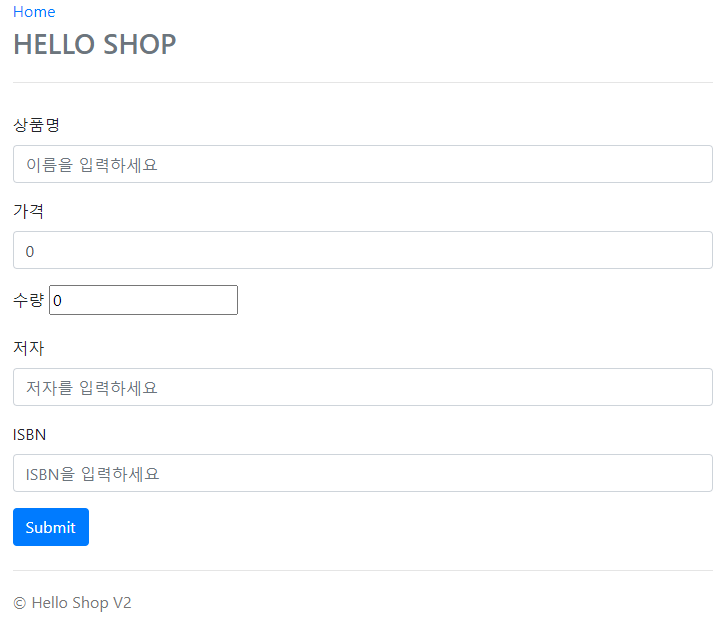 Home
HELLO SHOP
상품명
이름을 입력하세요
가격
0
수량 0
저자
저자를 입력하세요
ISBN
ISBN을 입력하세요
Submit
© Hello Shop V2